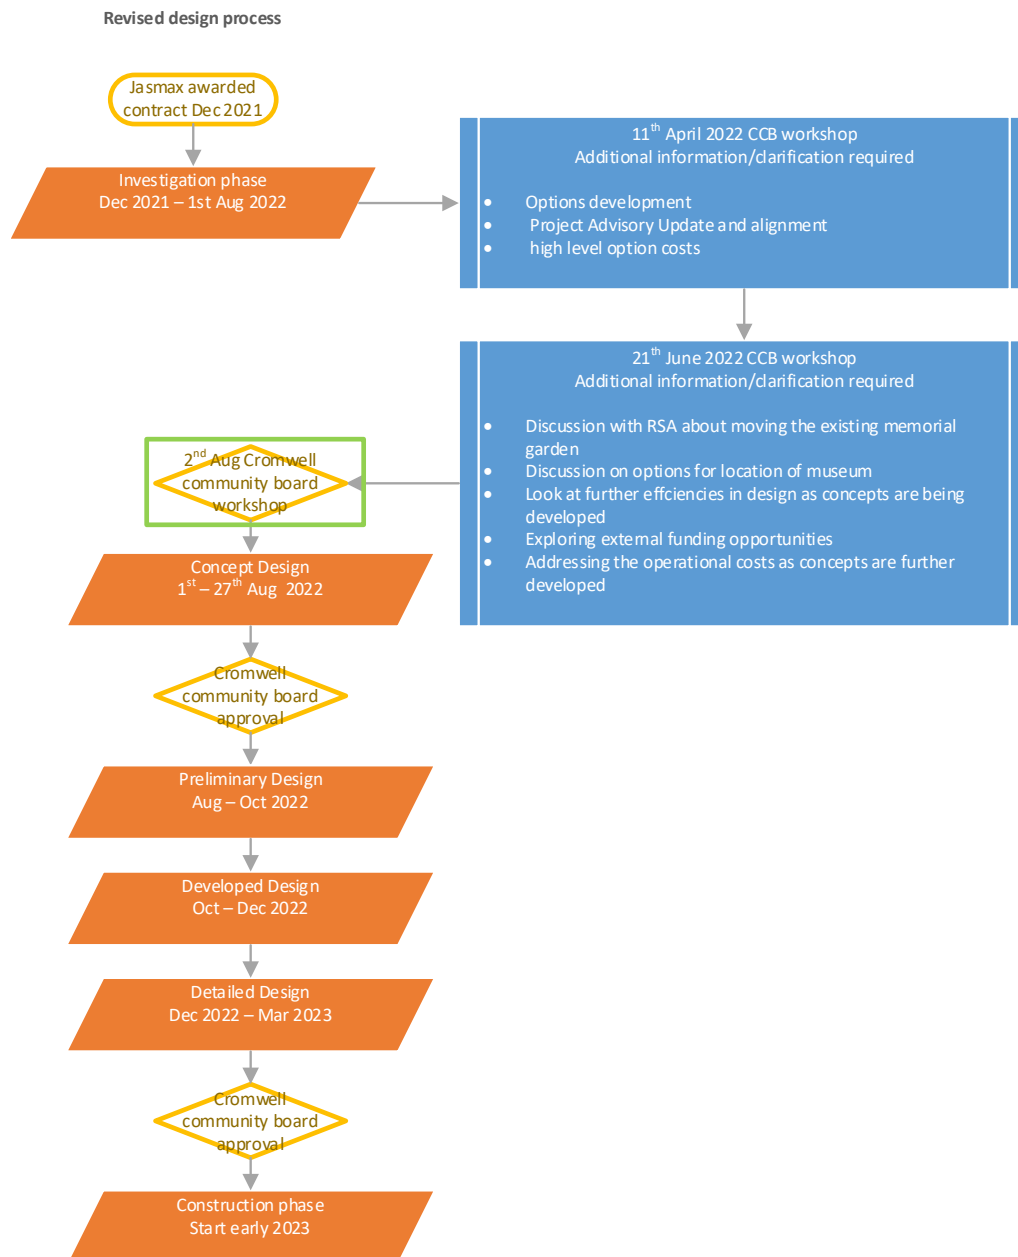 Revised design process
Jasmax awarded
contract Dec 2021
Investigation phase
Dec 2021 – 1st Aug 2022
11th April 2022 CCB workshop
Additional information/clarification required
• Options development
• Project Advisory Update and alignment
• high level option costs
21th June 2022 CCB workshop
Additional information/clarification required
• Discussion with RSA about moving the existing memorial
garden
• Discussion on options for location of museum
• Look at further effciencies in design as concepts are being
developed
• Exploring external funding opportunities
• Addressing the operational costs as concepts are further
developed
2nd Aug Cromwell
community board
workshop
Concept Design
1st – 27th Aug 2022
Cromwell
community board
approval
Preliminary Design
Aug – Oct 2022
Developed Design
Oct – Dec 2022
Detailed Design
Dec 2022 – Mar 2023
Cromwell
community board
approval
Construction phase
Start early 2023